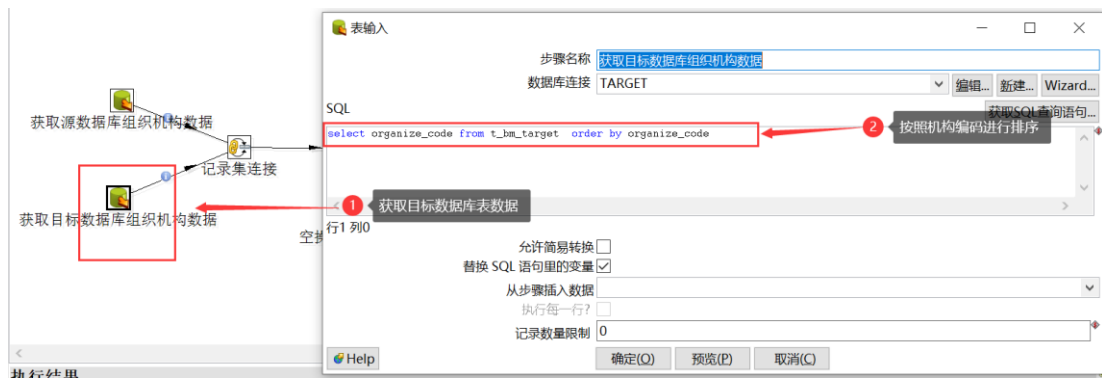 表输入
步骤名称 获取目标数据库组织机构数据
数据库连接 TARGET 编辑... 新建... Wizard...
SQL 获取SQL查询语句...
select organize_code from t_bm_target order by organize_code
2 按照机构编码进行排序
获取源数据库组织机构数据
记录集连接
1 获取目标数据库表数据
获取目标数据库组织机构数据
空操
行1 列0
允许简易转换
替换 SQL 语句里的变量
从步骤插入数据
执行每一行?
记录数量限制 0
Help 确定(O) 预览(P) 取消(C)
执行结果